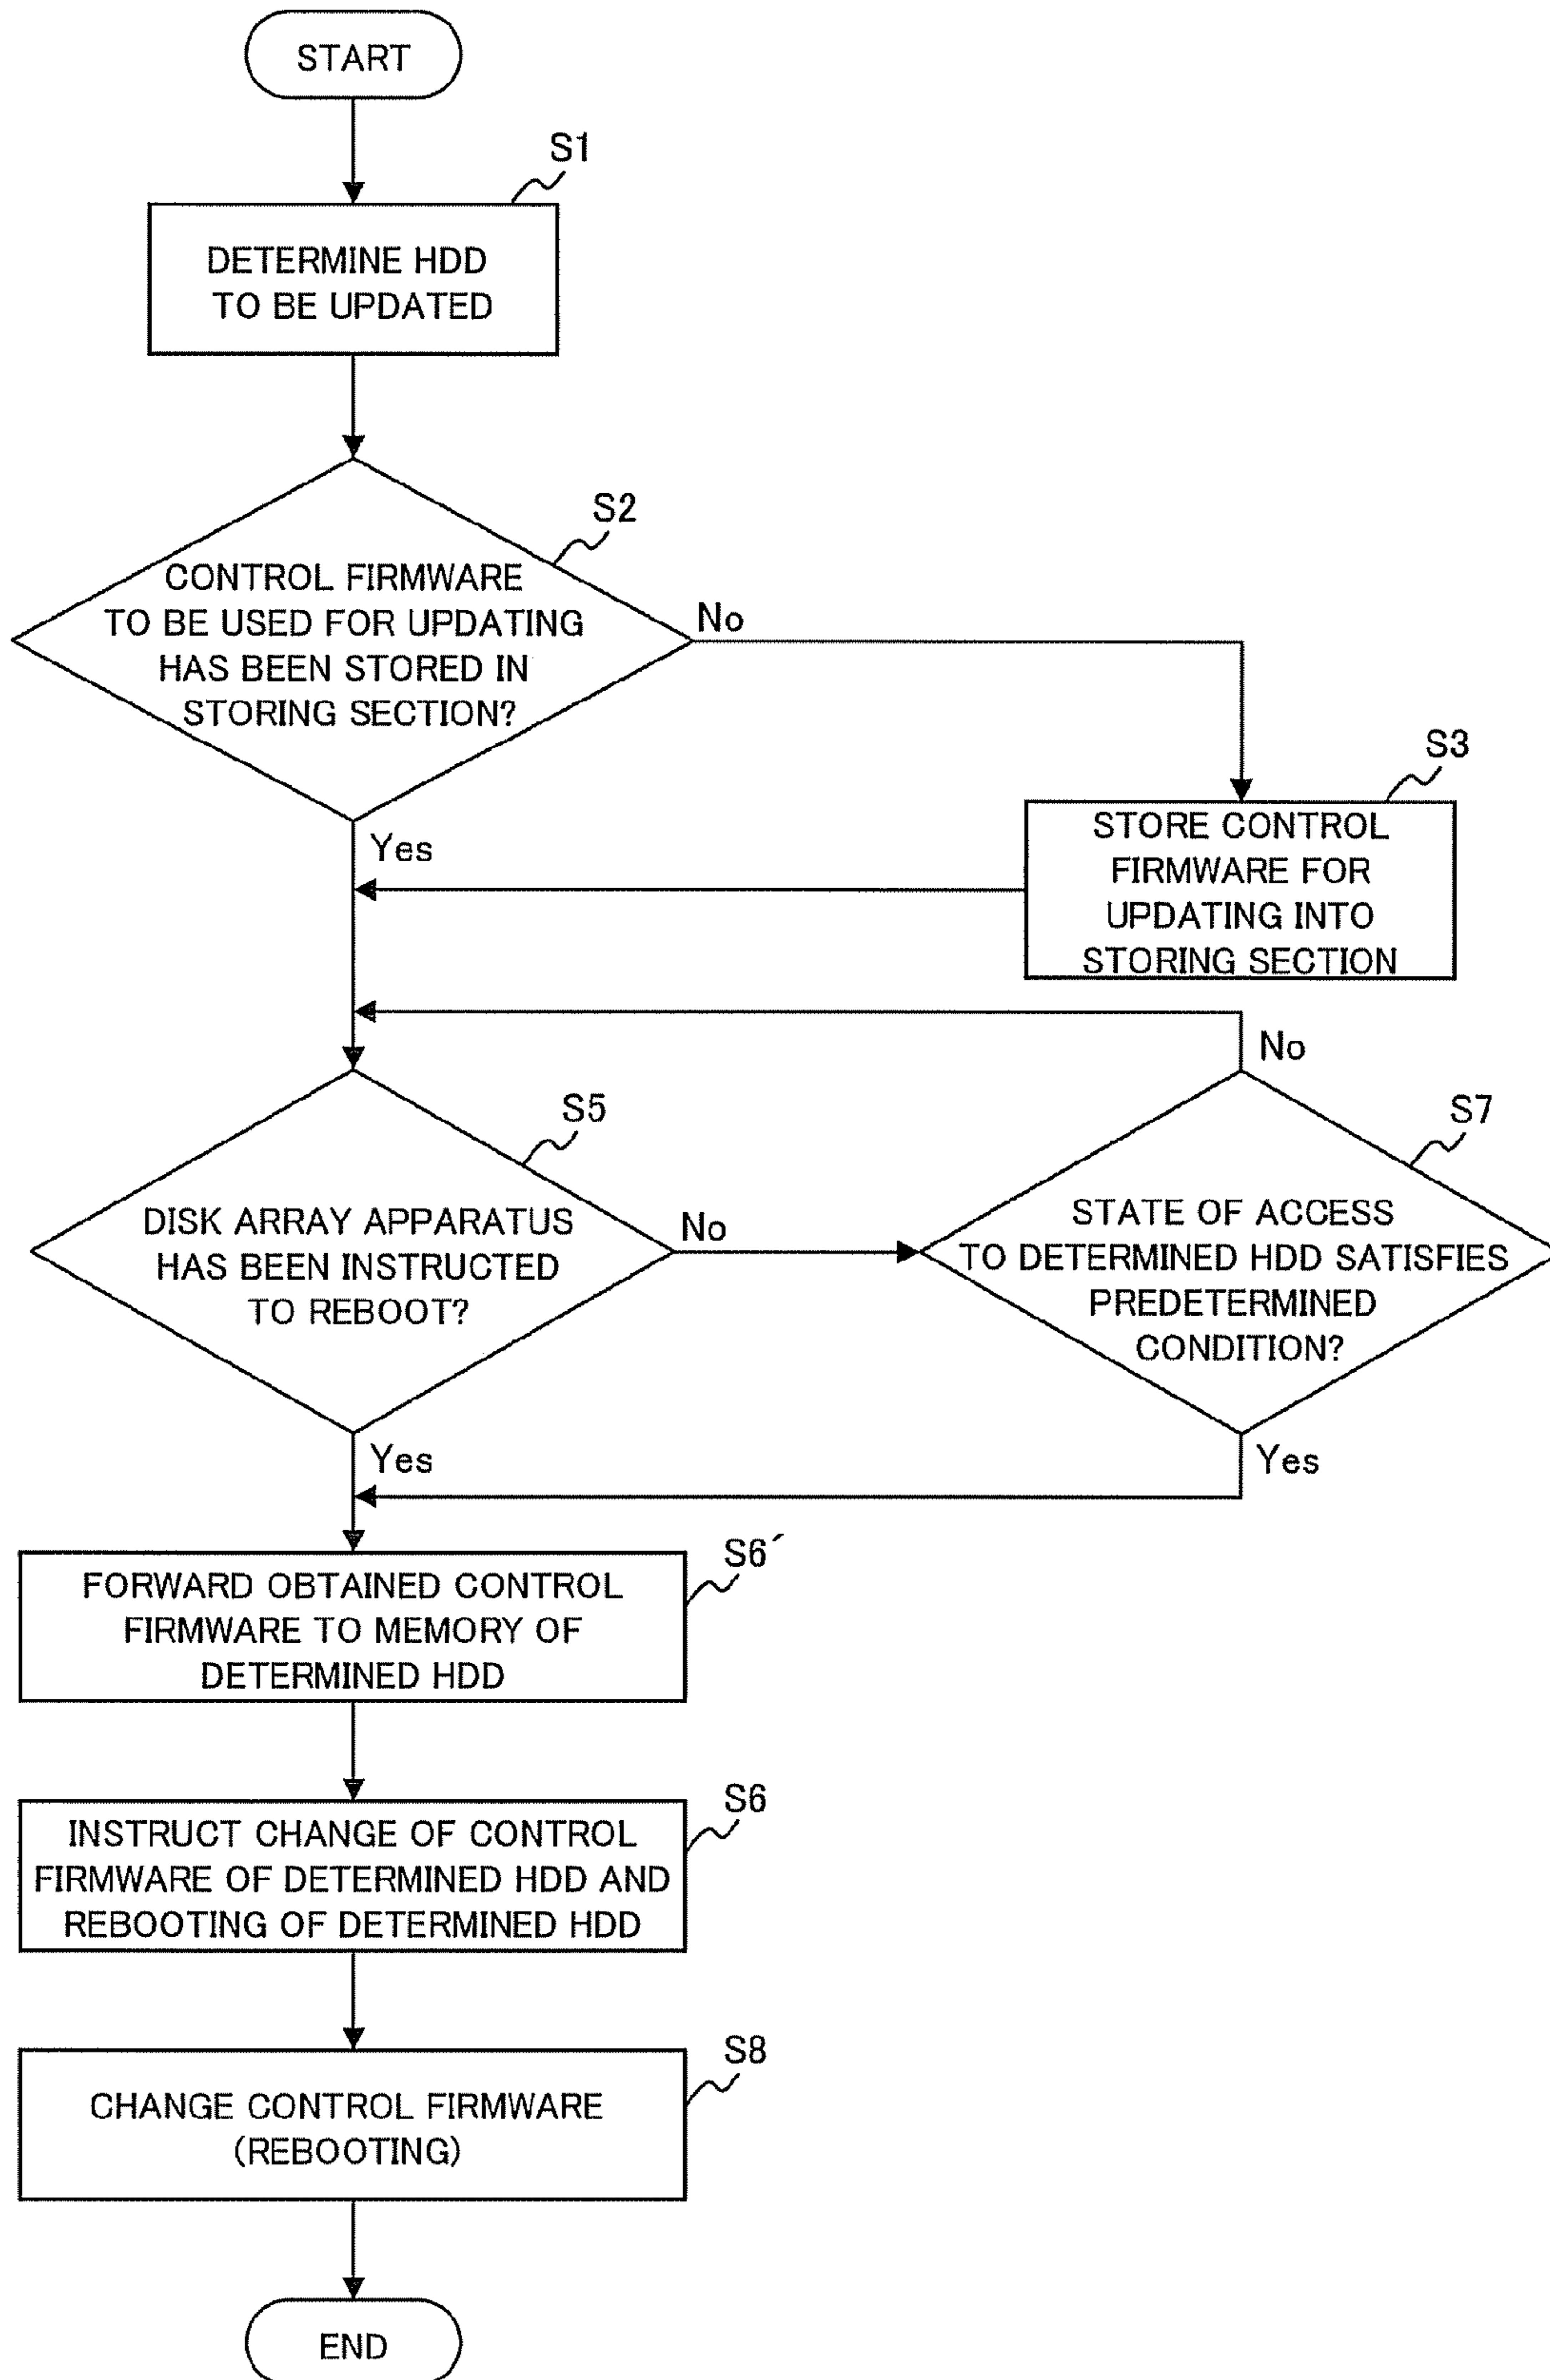 START
S1
DETERMINE HDD
TO BE UPDATED
S2
CONTROL FIRMWARE
TO BE USED FOR UPDATING
HAS BEEN STORED IN
STORING SECTION?
No
Yes
S3
STORE CONTROL
FIRMWARE FOR
UPDATING INTO
STORING SECTION
S5
DISK ARRAY APPARATUS
HAS BEEN INSTRUCTED
TO REBOOT?
No
Yes
No
S7
STATE OF ACCESS
TO DETERMINED HDD SATISFIES
PREDETERMINED
CONDITION?
Yes
S6´
FORWARD OBTAINED CONTROL
FIRMWARE TO MEMORY OF
DETERMINED HDD
S6
INSTRUCT CHANGE OF CONTROL
FIRMWARE OF DETERMINED HDD AND
REBOOTING OF DETERMINED HDD
S8
CHANGE CONTROL FIRMWARE
(REBOOTING)
END